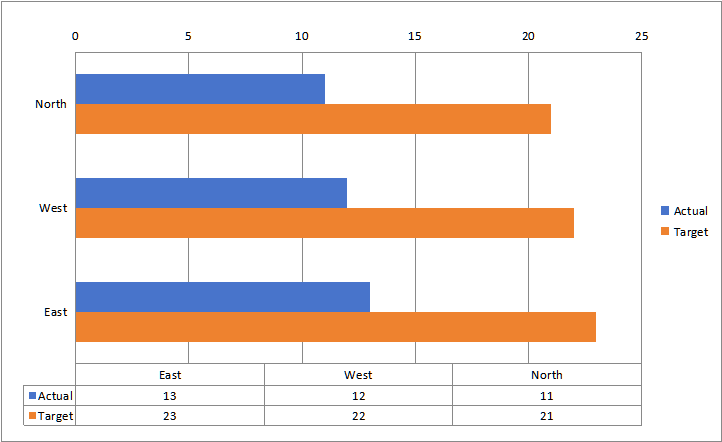 0 5 10 15 20 25
North
West
East
Actual
Target
East West North
Actual 13 12 11
Target 23 22 21